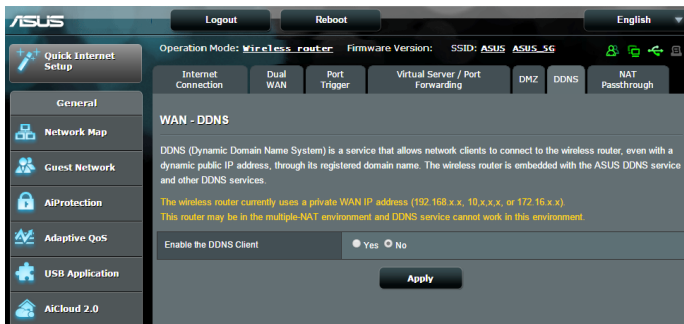 ASUS Logout Reboot English
Operation Mode: Wireless router Firmware Version: SSID: ASUS ASUS_5G
Quick Internet
Setup
Internet
Connection
Dual
WAN
Port
Trigger
Virtual Server / Port
Forwarding
DMZ
DDNS
NAT
Passthrough
General
Network Map
Guest Network
AiProtection
Adaptive QoS
USB Application
AiCloud 2.0
WAN - DDNS
DDNS (Dynamic Domain Name System) is a service that allows network clients to connect to the wireless router, even with a
dynamic public IP address, through its registered domain name. The wireless router is embedded with the ASUS DDNS service
and other DDNS services.
The wireless router currently uses a private WAN IP address (192.168.x.x, 10,x,x,x, or 172.16.x.x).
This router may be in the multiple-NAT environment and DDNS service cannot work in this environment.
Enable the DDNS Client Yes No
Apply